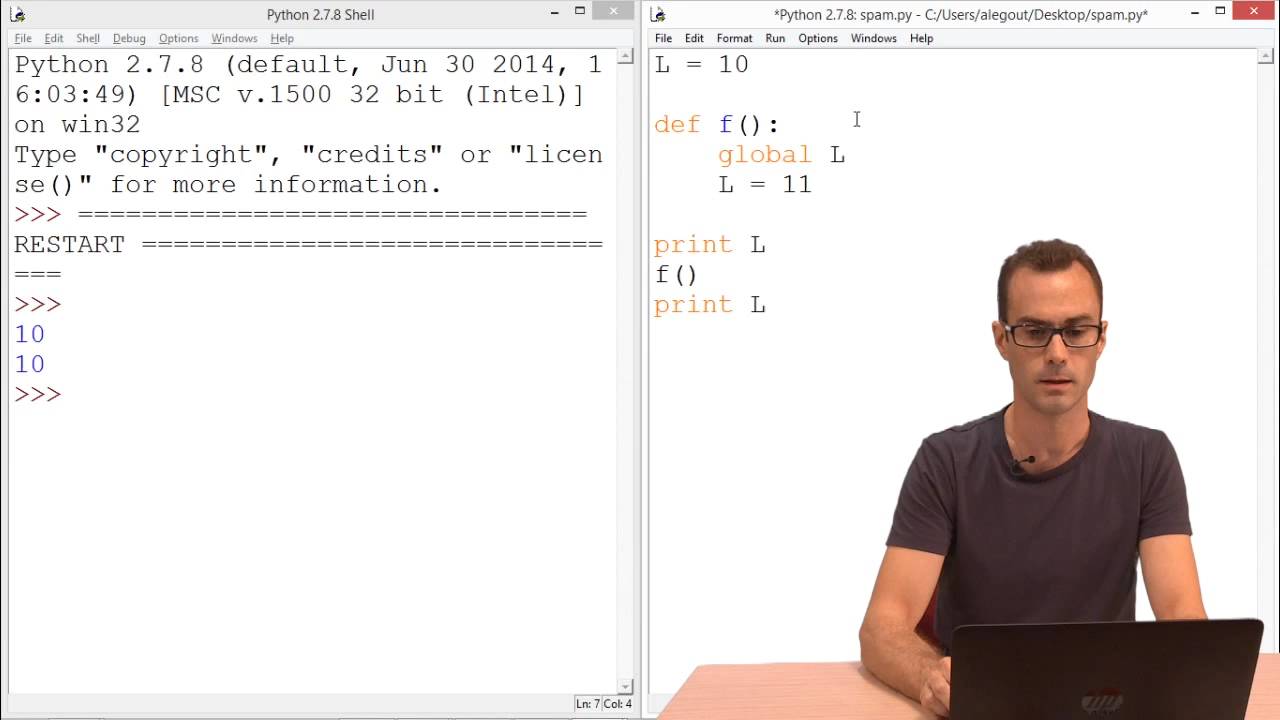 Python 2.7.8 Shell
File Edit Shell Debug Options Windows Help
Python 2.7.8 (default, Jun 30 2014, 1
6:03:49) [MSC v.1500 32 bit (Intel)]
on win32
Type "copyright", "credits" or "licen
se()" for more information.
>>> ================================
RESTART =============================
===
>>>
10
10
>>>
Ln: 7 Col: 4
*Python 2.7.8: spam.py - C:/Users/alegout/Desktop/spam.py*
File Edit Format Run Options Windows Help
L = 10
def f():
global L
L = 11
print L
f()
print L
hp